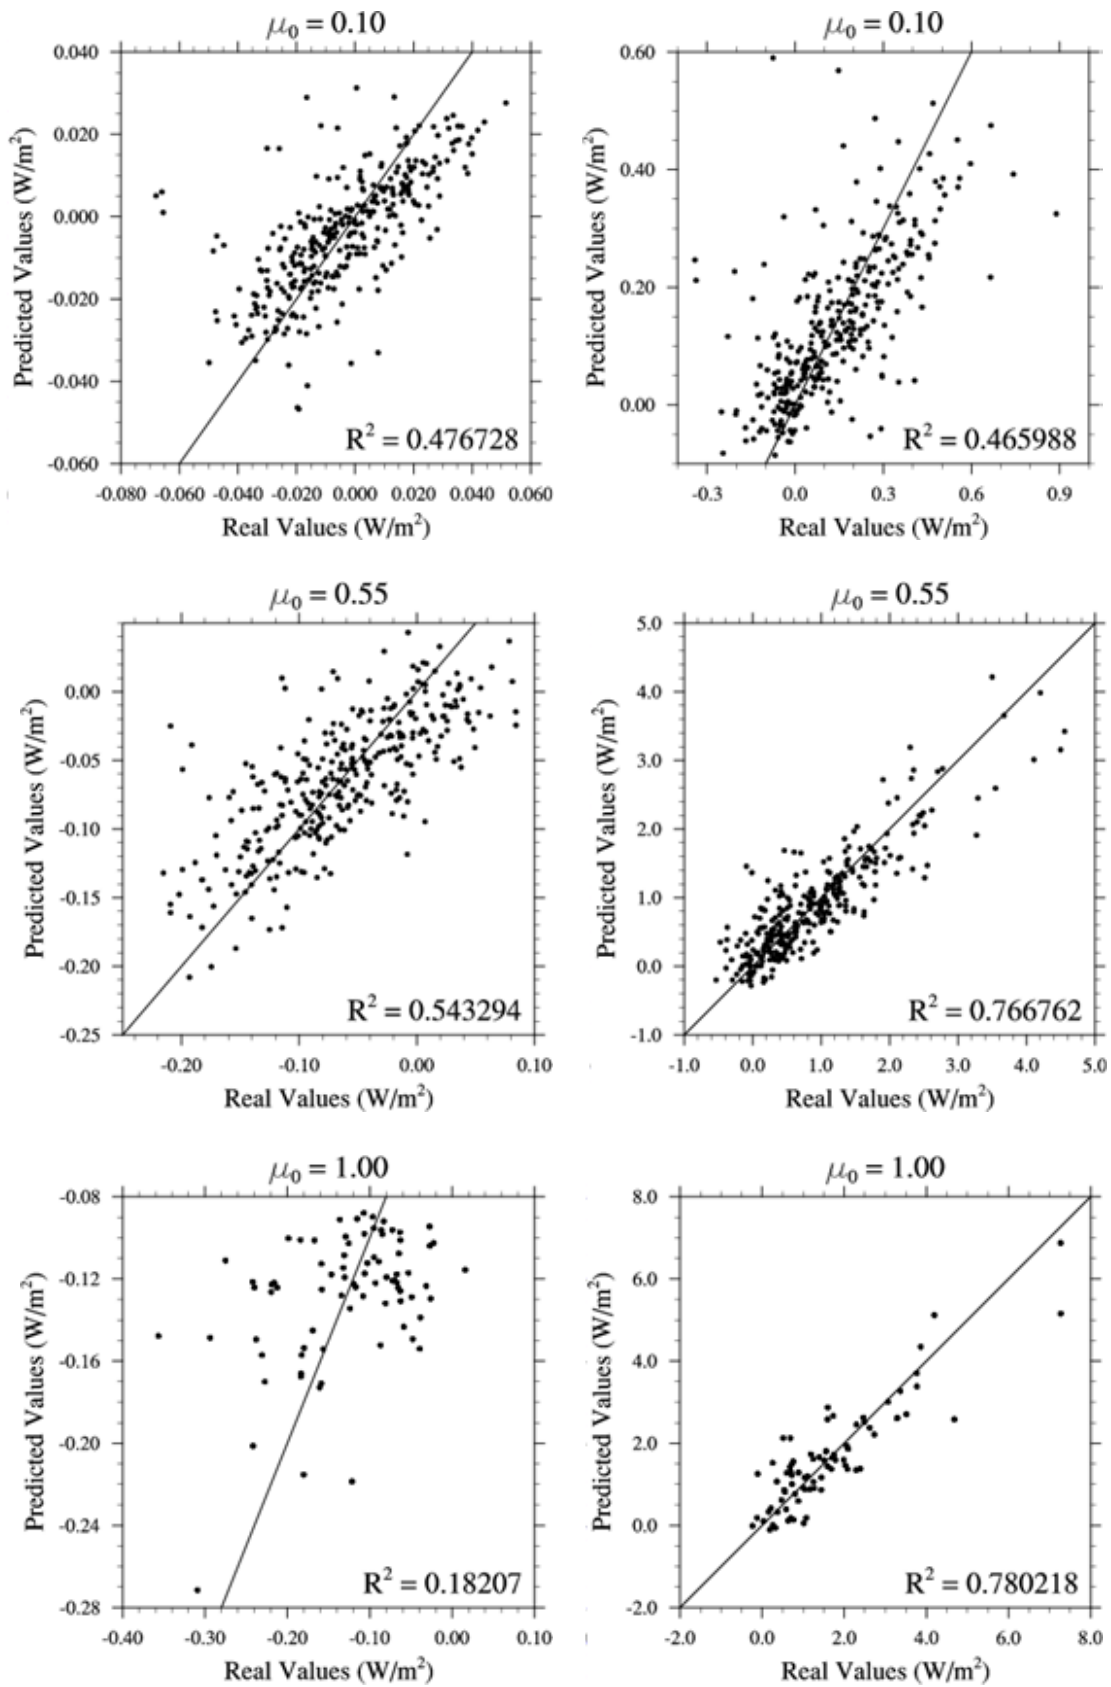 μ₀ = 0.10
0.040
0.020
0.000
-0.020
-0.040
-0.060
Predicted Values (W/m²)
R² = 0.476728
-0.080 -0.060 -0.040 -0.020 0.000 0.020 0.040 0.060
Real Values (W/m²)
μ₀ = 0.10
0.60
0.40
0.20
0.00
Predicted Values (W/m²)
R² = 0.465988
-0.3 0.0 0.3 0.6 0.9
Real Values (W/m²)
μ₀ = 0.55
0.00
-0.05
-0.10
-0.15
-0.20
-0.25
Predicted Values (W/m²)
R² = 0.543294
-0.20 -0.10 0.00 0.10
Real Values (W/m²)
μ₀ = 0.55
5.0
4.0
3.0
2.0
1.0
0.0
-1.0
Predicted Values (W/m²)
R² = 0.766762
-1.0 0.0 1.0 2.0 3.0 4.0 5.0
Real Values (W/m²)
μ₀ = 1.00
-0.08
-0.12
-0.16
-0.20
-0.24
-0.28
Predicted Values (W/m²)
R² = 0.18207
-0.40 -0.30 -0.20 -0.10 0.00 0.10
Real Values (W/m²)
μ₀ = 1.00
8.0
6.0
4.0
2.0
0.0
-2.0
Predicted Values (W/m²)
R² = 0.780218
-2.0 0.0 2.0 4.0 6.0 8.0
Real Values (W/m²)